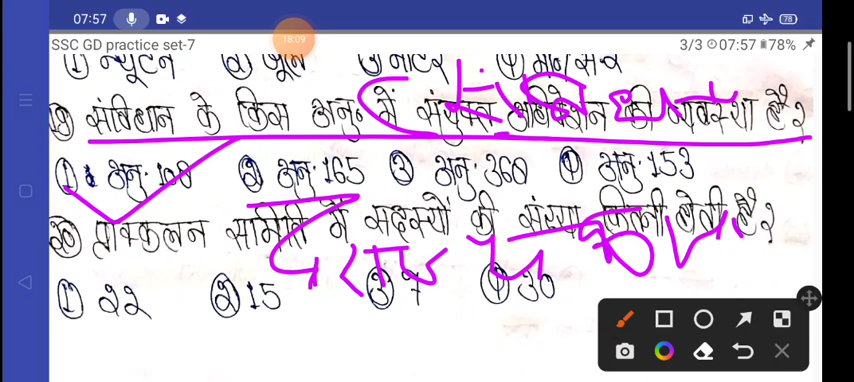 07:57
78
18:09
SSC GD practice set-7
3/3 07:57 78%
① न्यूटन ② जूल ③ मीटर ④
⑲ संविधान के किस अनु. में संयुक्त अधिवेशन की व्यवस्था है?
① अनु. 108 ② अनु. 165 ③ अनु. 360 ④ अनु. 153
⑳ प्राक्कलन समिति में सदस्यों की संख्या कितनी होती है?
① 22 ② 15 ③ 7 ④ 30